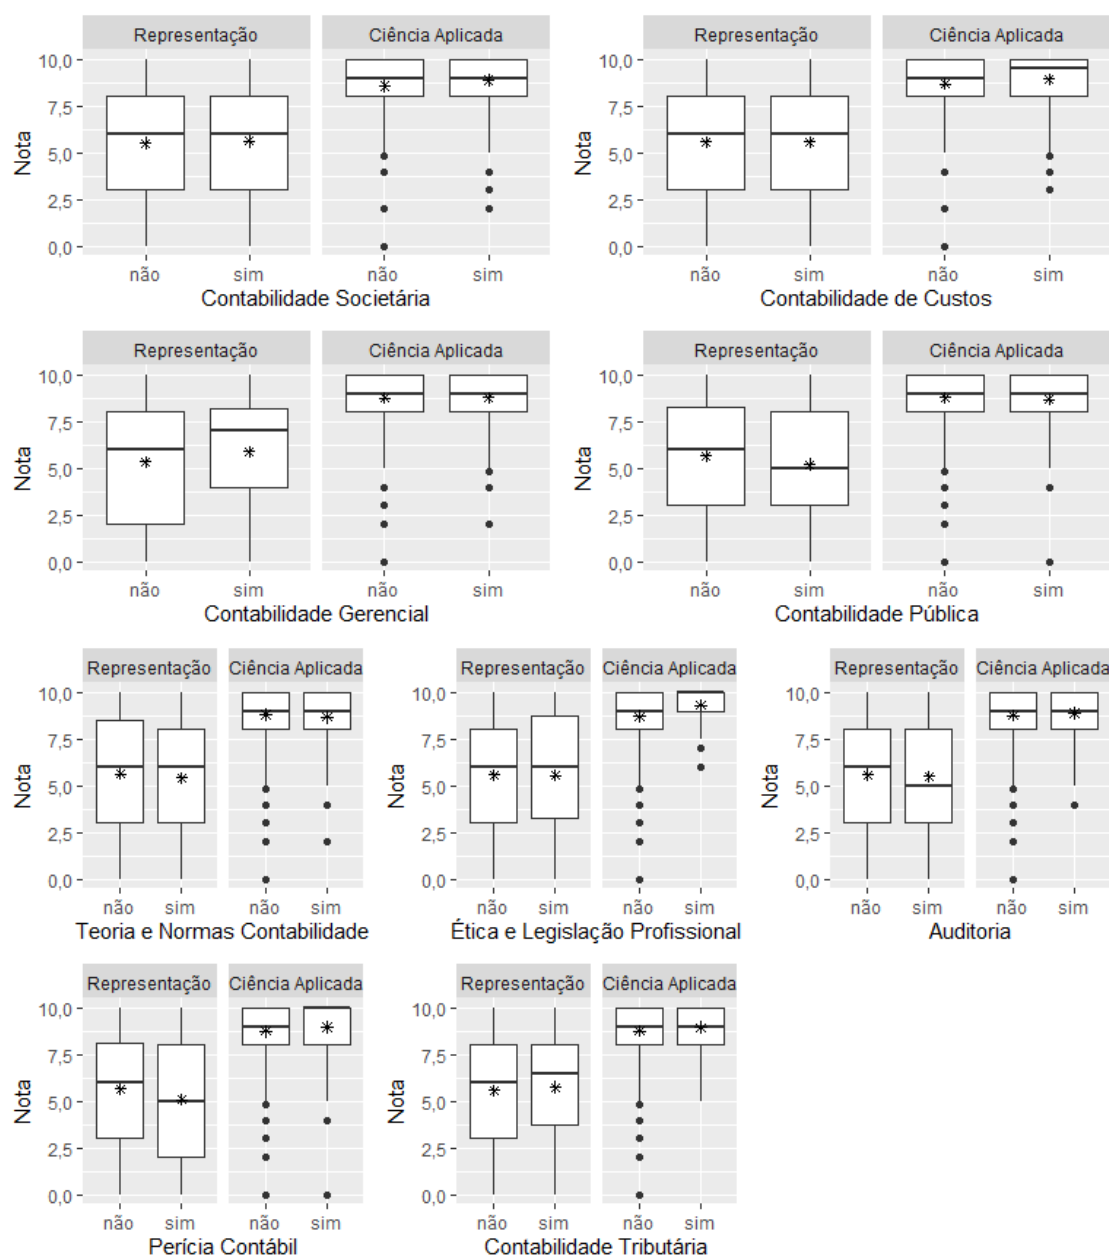 Representação Ciência Aplicada
10,0
7,5
5,0
2,5
0,0
Nota
não sim não sim
Contabilidade Societária
Representação Ciência Aplicada
10,0
7,5
5,0
2,5
0,0
Nota
não sim não sim
Contabilidade de Custos
Representação Ciência Aplicada
10,0
7,5
5,0
2,5
0,0
Nota
não sim não sim
Contabilidade Gerencial
Representação Ciência Aplicada
10,0
7,5
5,0
2,5
0,0
Nota
não sim não sim
Contabilidade Pública
Representação Ciência Aplicada
10,0
7,5
5,0
2,5
0,0
Nota
não sim não sim
Teoria e Normas Contabilidade
Representação Ciência Aplicada
10,0
7,5
5,0
2,5
0,0
Nota
não sim não sim
Ética e Legislação Profissional
Representação Ciência Aplicada
10,0
7,5
5,0
2,5
0,0
Nota
não sim não sim
Auditoria
Representação Ciência Aplicada
10,0
7,5
5,0
2,5
0,0
Nota
não sim não sim
Perícia Contábil
Representação Ciência Aplicada
10,0
7,5
5,0
2,5
0,0
Nota
não sim não sim
Contabilidade Tributária